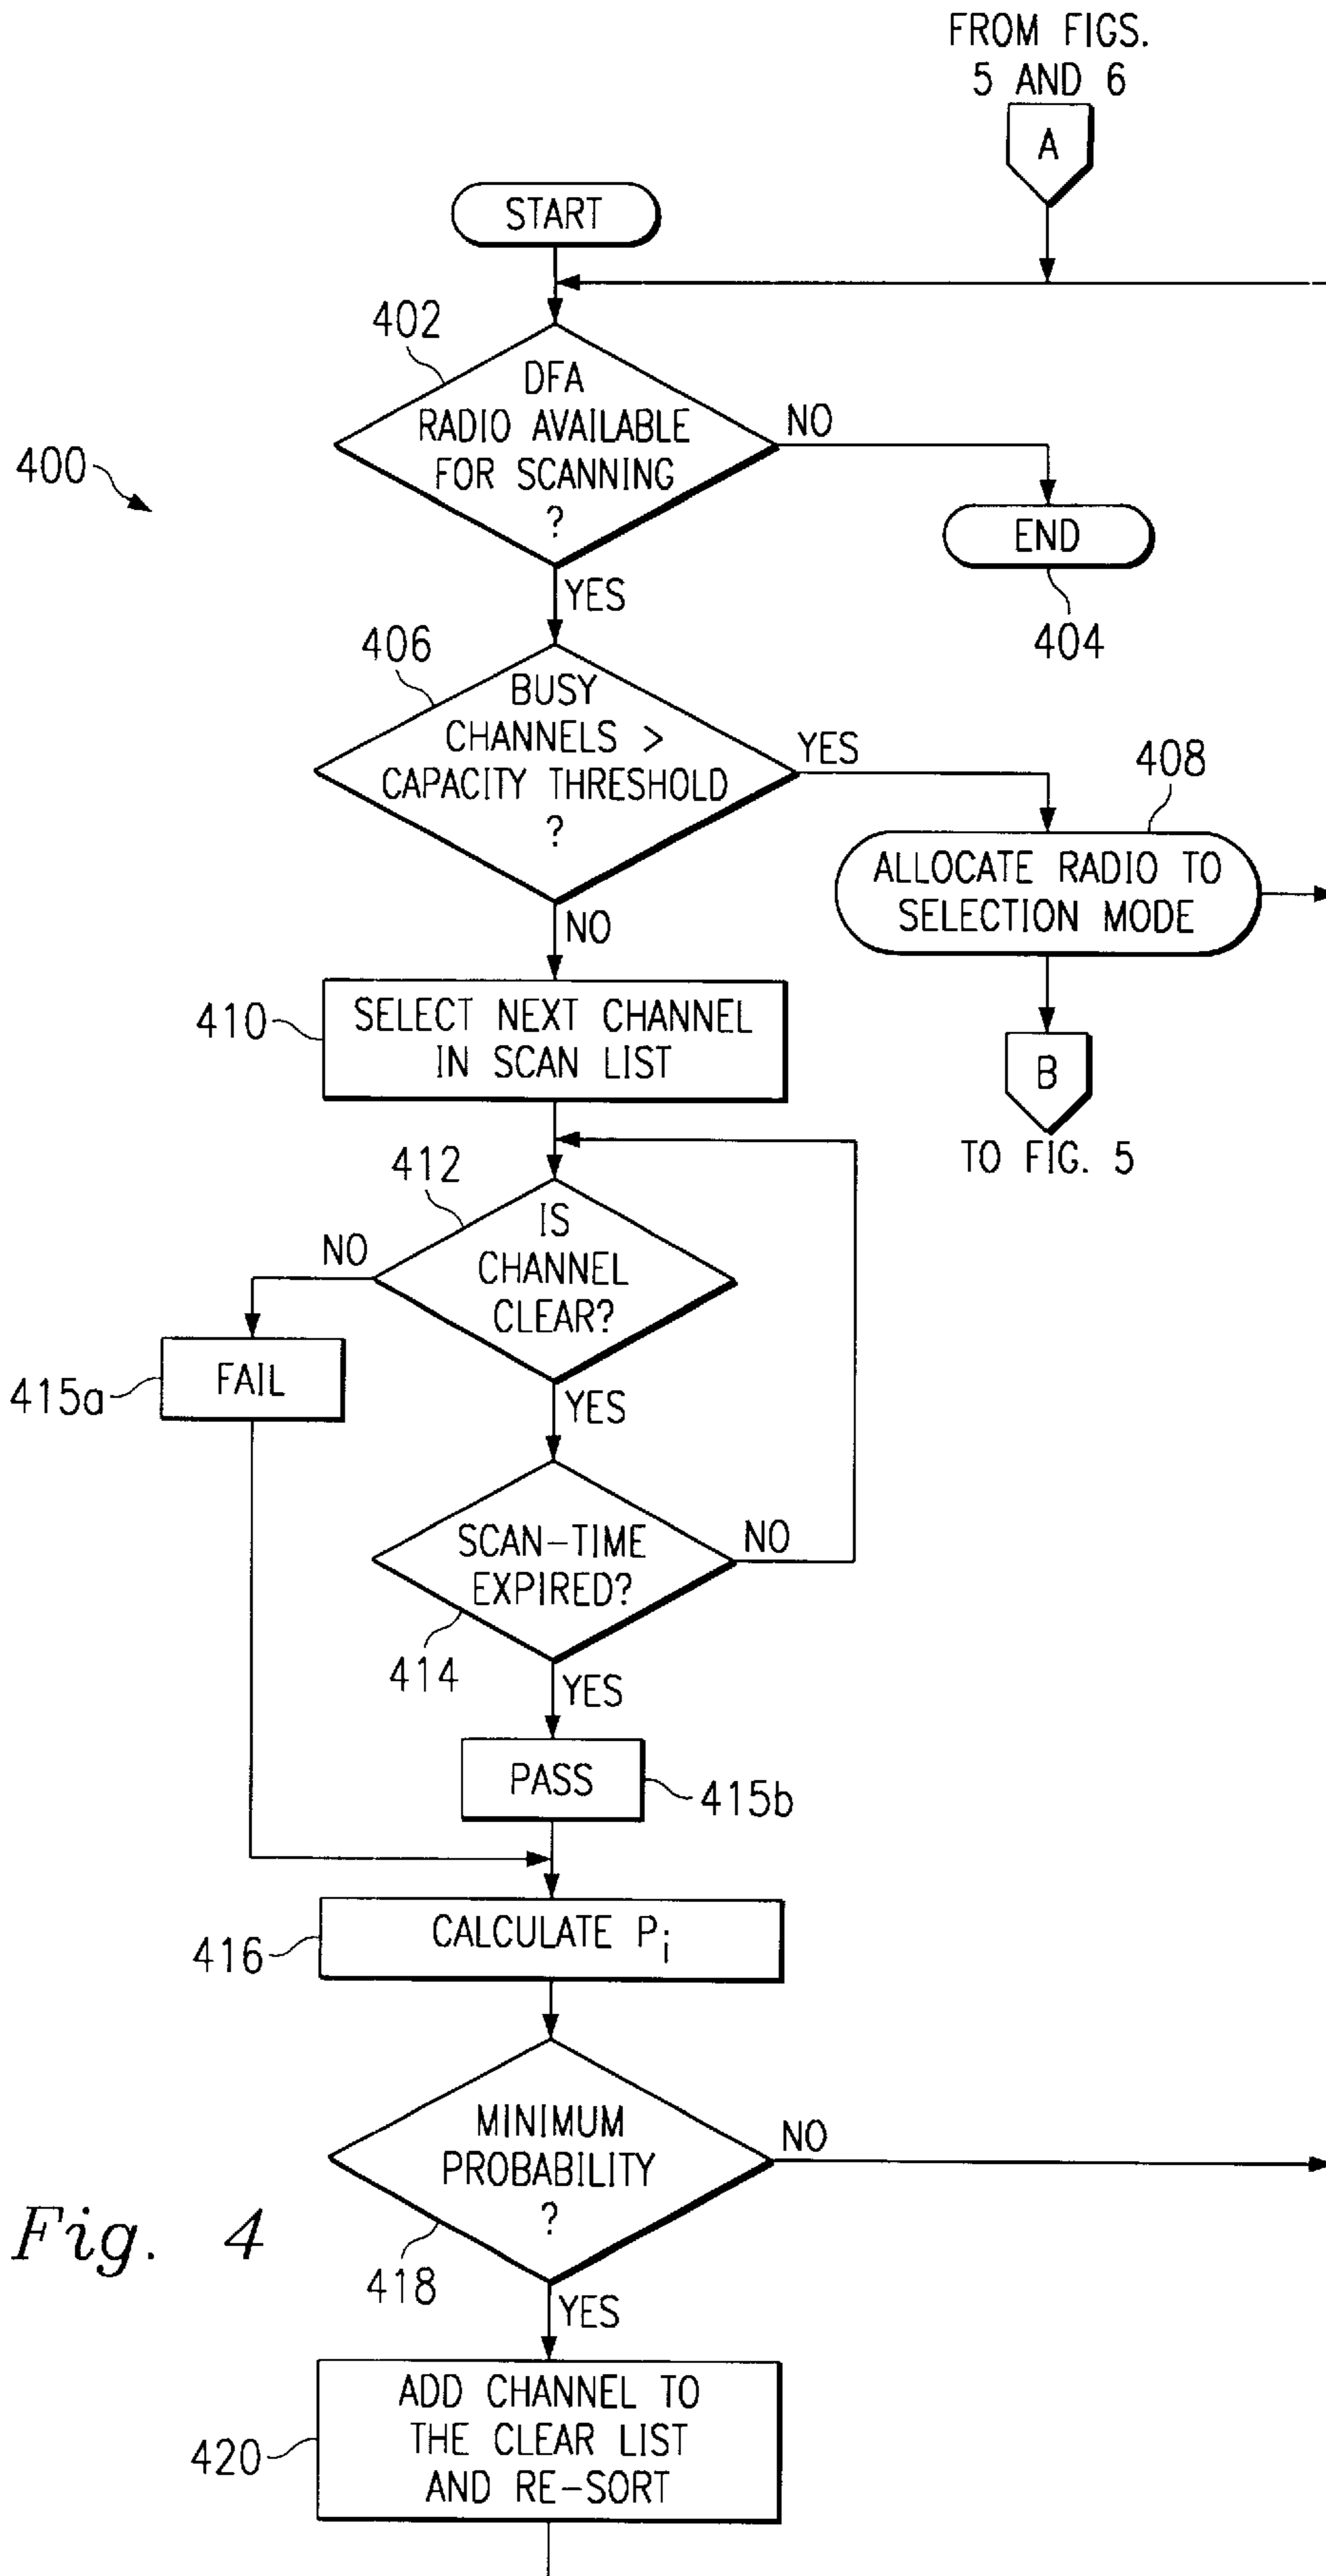 FROM FIGS.
5 AND 6
A
START
402
DFA
RADIO AVAILABLE
FOR SCANNING
?
NO
400
END
404
YES
406
BUSY
CHANNELS >
CAPACITY THRESHOLD
?
YES
408
ALLOCATE RADIO TO
SELECTION MODE
NO
410
SELECT NEXT CHANNEL
IN SCAN LIST
B
TO FIG. 5
412
IS
CHANNEL
CLEAR?
NO
415a
FAIL
YES
SCAN-TIME
EXPIRED?
NO
414
YES
PASS
415b
416
CALCULATE Pi
MINIMUM
PROBABILITY
?
NO
Fig. 4
418
YES
420
ADD CHANNEL TO
THE CLEAR LIST
AND RE-SORT